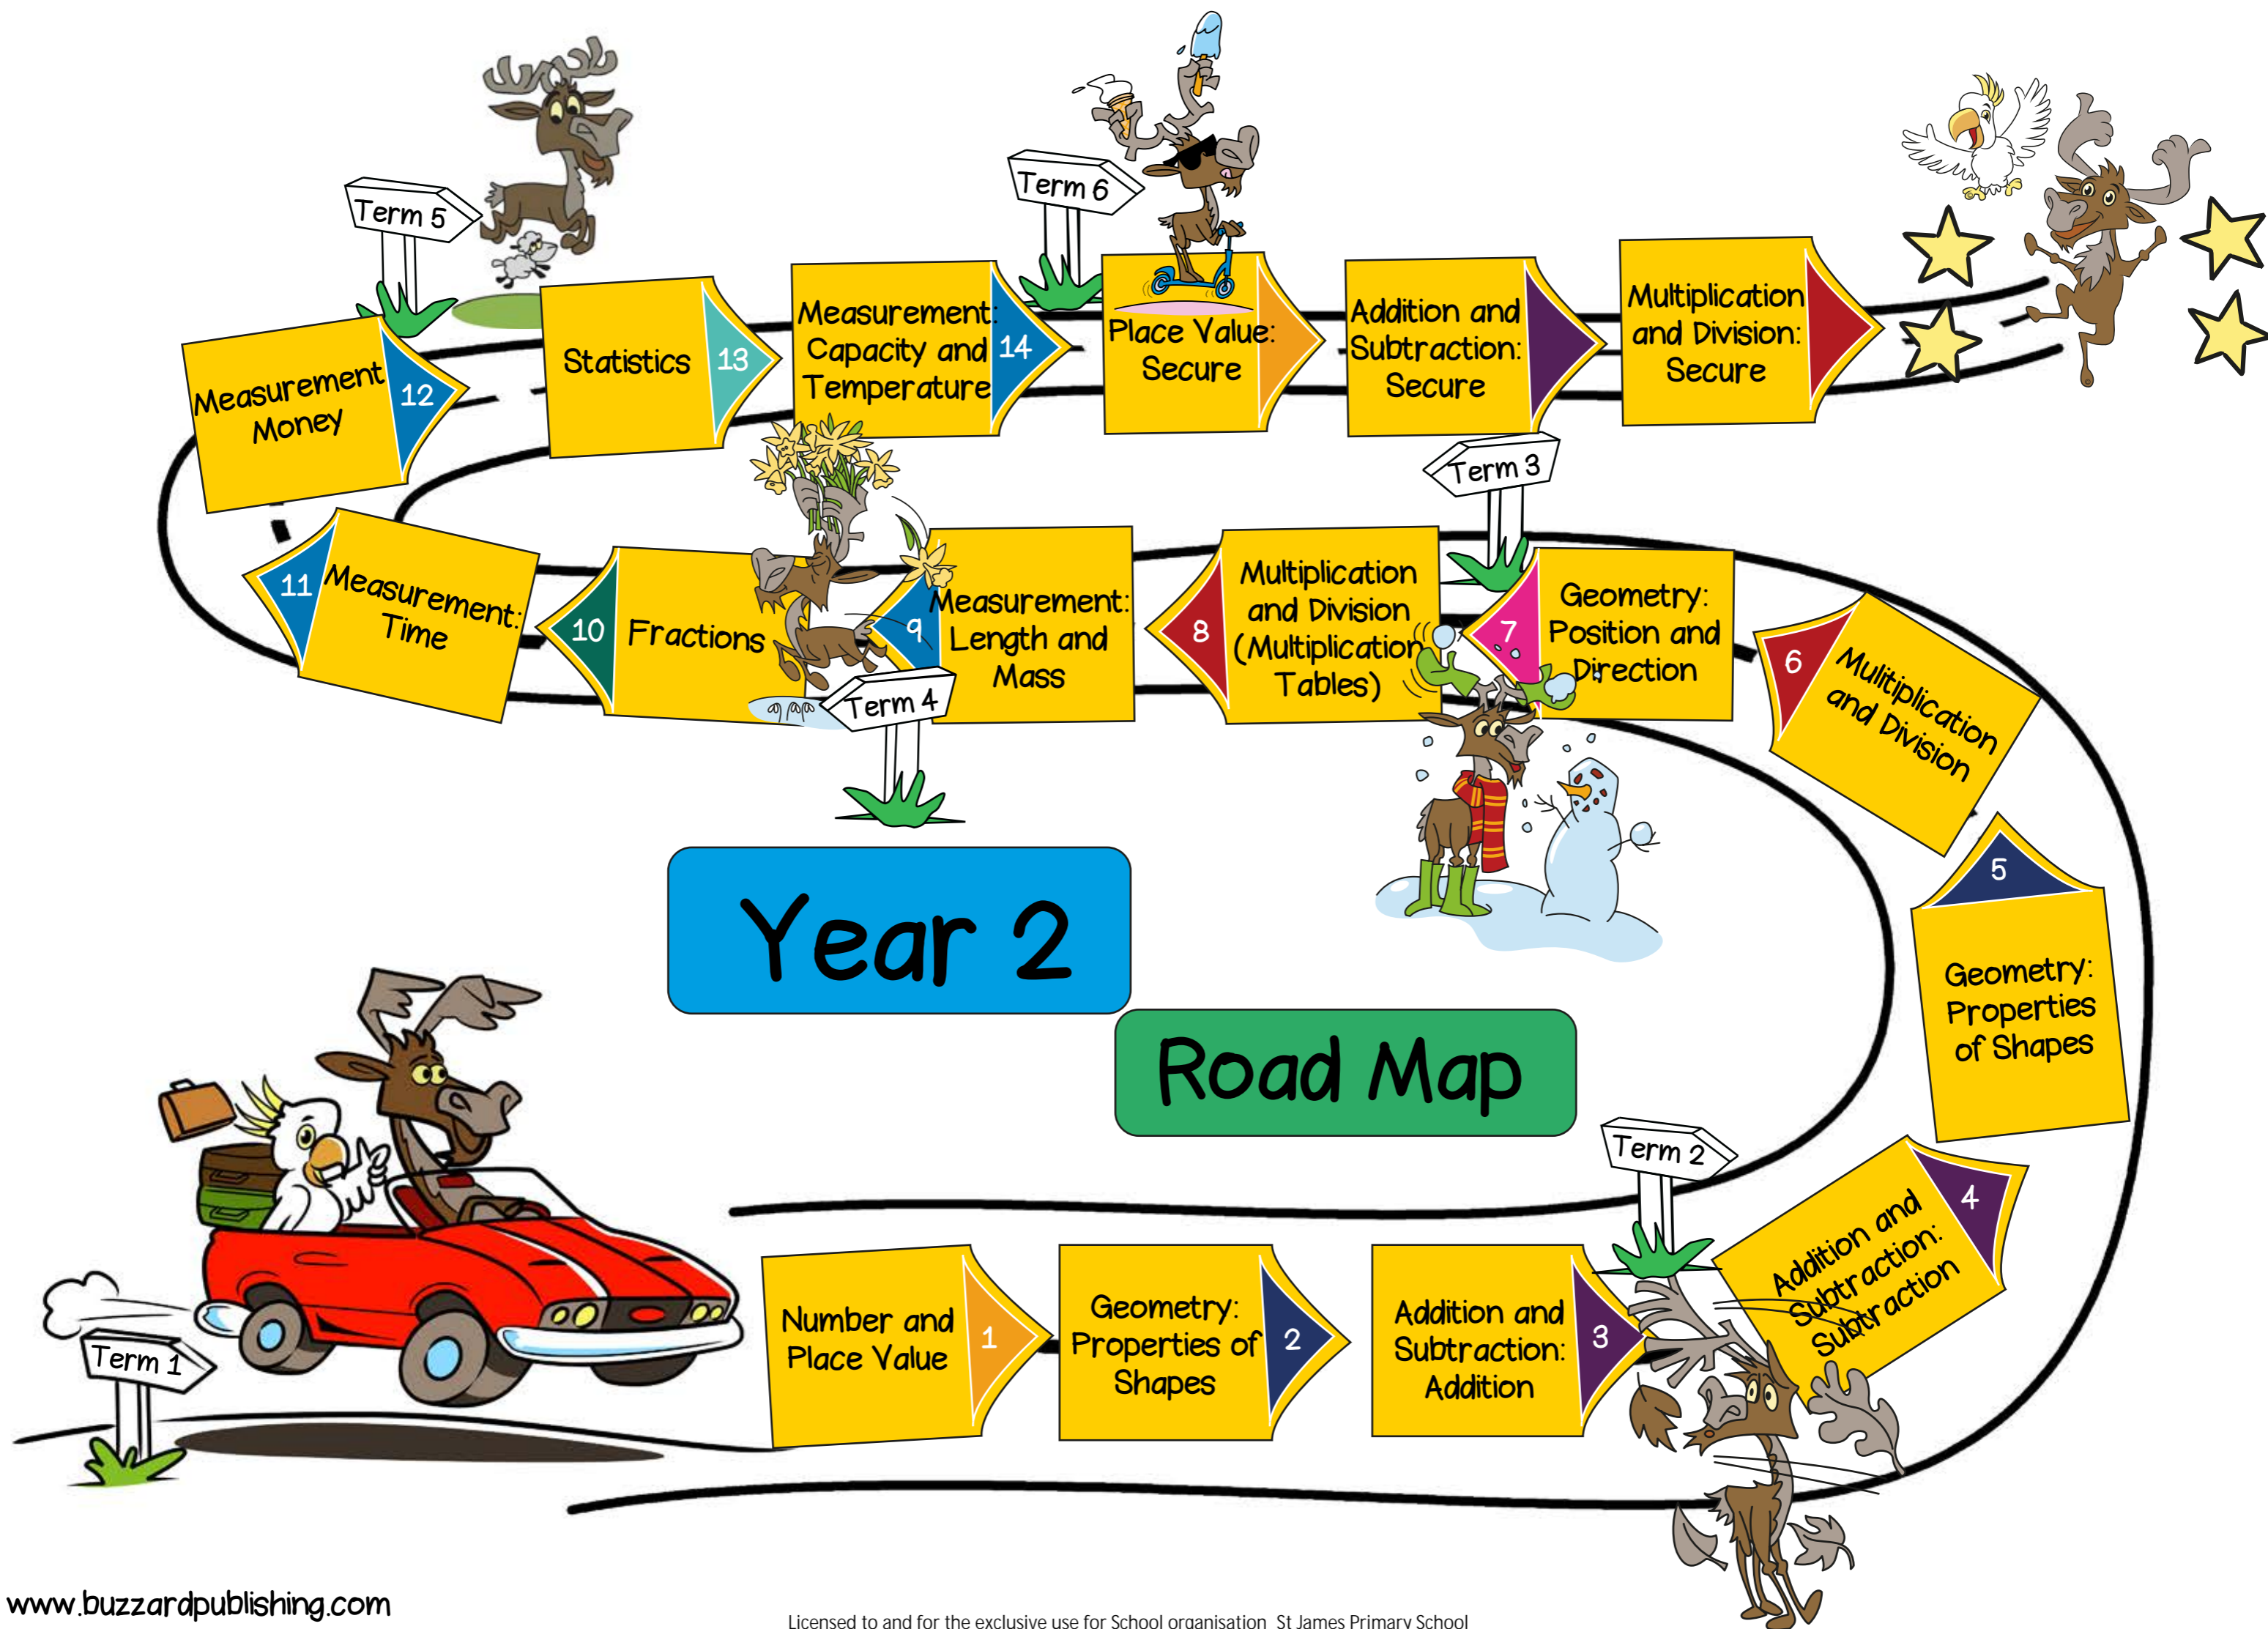 Term 1
Number and
Place Value
1
Geometry:
Properties of
Shapes
2
Addition and
Subtraction:
Addition
3
Term 2
Addition and
Subtraction:
Subtraction
4
Geometry:
Properties
of Shapes
5
Mulitiplication
and Division
6
Geometry:
Position and
Direction
7
Term 3
Multiplication
and Division
(Multiplication
Tables)
8
Measurement:
Length and
Mass
9
Term 4
Fractions
10
Measurement:
Time
11
Measurement
Money
12
Term 5
Statistics
13
Measurement:
Capacity and
Temperature
14
Term 6
Place Value:
Secure
Addition and
Subtraction:
Secure
Multiplication
and Division:
Secure
Year 2
Road Map
www.buzzardpublishing.com
Licensed to and for the exclusive use for School organisation St James Primary School